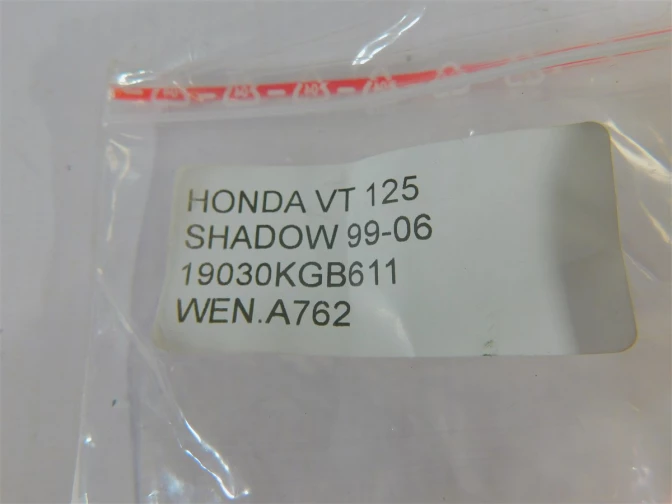 HONDA VT 125
SHADOW 99-06
19030KGB611
WEN.A762